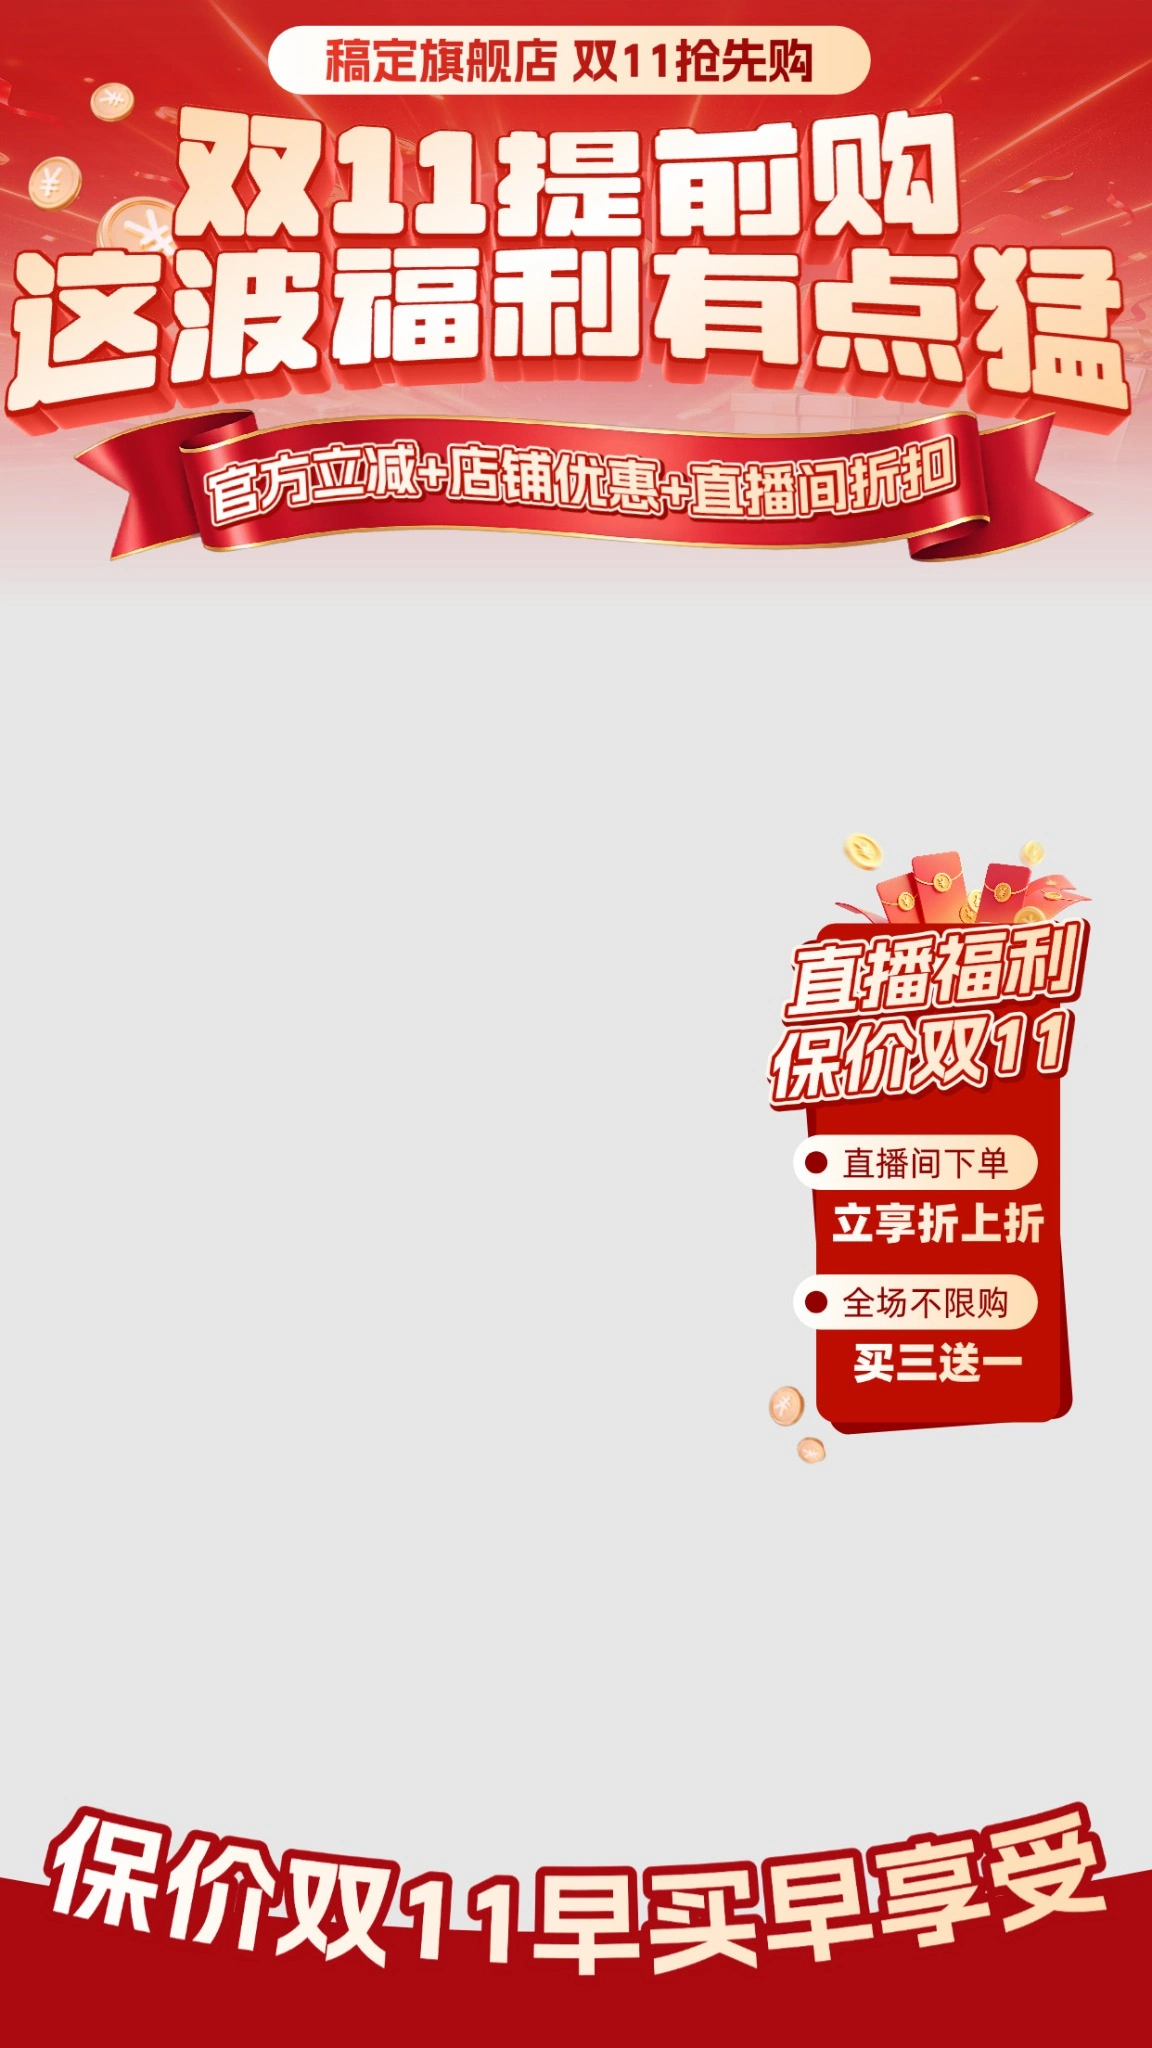 稿定旗舰店 双11抢先购
双11提前购
这波福利有点猛
官方立减+店铺优惠+直播间折扣
直播福利
保价双11
直播间下单
立享折上折
全场不限购
买三送一
保价双11早买早享受